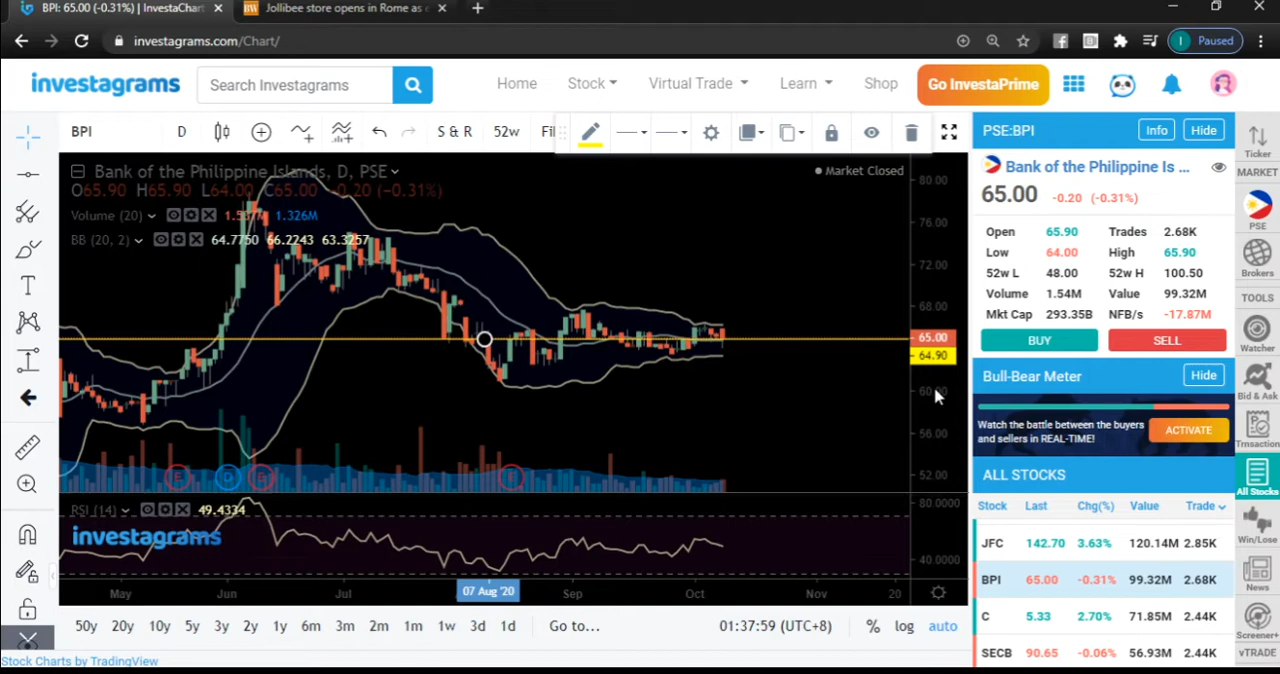 BPI: 65.00 (-0.31%) | InvestaChart
BW Jollibee store opens in Rome as
investagrams.com/Chart/
I Paused
investagrams
Search Investagrams
Home Stock Virtual Trade Learn Shop
Go InvestaPrime
BPI D S & R 52w Fil
Bank of the Philippine Islands, D, PSE
Market Closed
O65.90 H65.90 L64.00 C65.00 -0.20 (-0.31%)
Volume (20) 1.537M 1.326M
BB (20, 2) 64.7750 66.2243 63.3257
80.00
76.00
72.00
68.00
65.00
64.90
60.00
56.00
52.00
E D E E
RSI (14) 49.4334
investagrams
80.0000
40.0000
May Jun Jul 07 Aug '20 Sep Oct Nov 20
50y 20y 10y 5y 3y 2y 1y 6m 3m 2m 1m 1w 3d 1d Go to...
01:37:59 (UTC+8) % log auto
Stock Charts by TradingView
PSE:BPI Info Hide
Bank of the Philippine Is ...
65.00 -0.20 (-0.31%)
Open 65.90 Trades 2.68K
Low 64.00 High 65.90
52w L 48.00 52w H 100.50
Volume 1.54M Value 99.32M
Mkt Cap 293.35B NFB/s -17.87M
BUY SELL
Bull-Bear Meter Hide
Watch the battle between the buyers
and sellers in REAL-TIME!
ACTIVATE
ALL STOCKS
Stock Last Chg(%) Value Trade
JFC 142.70 3.63% 120.14M 2.85K
BPI 65.00 -0.31% 99.32M 2.68K
C 5.33 2.70% 71.85M 2.44K
SECB 90.65 -0.06% 56.93M 2.44K
Ticker
MARKET
PSE
Brokers
TOOLS
Watcher
Bid & Ask
Trnsaction
All Stocks
Win/Lose
News
Screener+
vTRADE